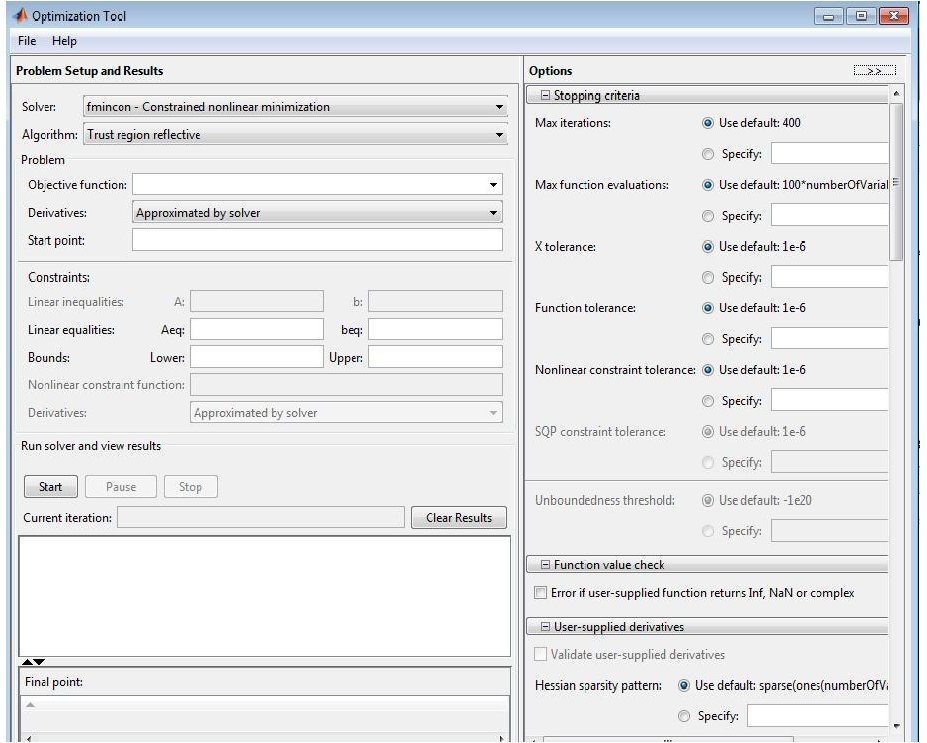 Optimization Tool
File Help
Problem Setup and Results
Solver: fmincon - Constrained nonlinear minimization
Algorithm: Trust region reflective
Problem
Objective function:
Derivatives: Approximated by solver
Start point:
Constraints:
Linear inequalities: A: b:
Linear equalities: Aeq: beq:
Bounds: Lower: Upper:
Nonlinear constraint function:
Derivatives: Approximated by solver
Run solver and view results
Start Pause Stop
Current iteration: Clear Results
Final point:
Options >>
Stopping criteria
Max iterations: Use default: 400
Specify:
Max function evaluations: Use default: 100*numberOfVarial
Specify:
X tolerance: Use default: 1e-6
Specify:
Function tolerance: Use default: 1e-6
Specify:
Nonlinear constraint tolerance: Use default: 1e-6
Specify:
SQP constraint tolerance: Use default: 1e-6
Specify:
Unboundedness threshold: Use default: -1e20
Specify:
Function value check
Error if user-supplied function returns Inf, NaN or complex
User-supplied derivatives
Validate user-supplied derivatives
Hessian sparsity pattern: Use default: sparse(ones(numberOfVa
Specify: